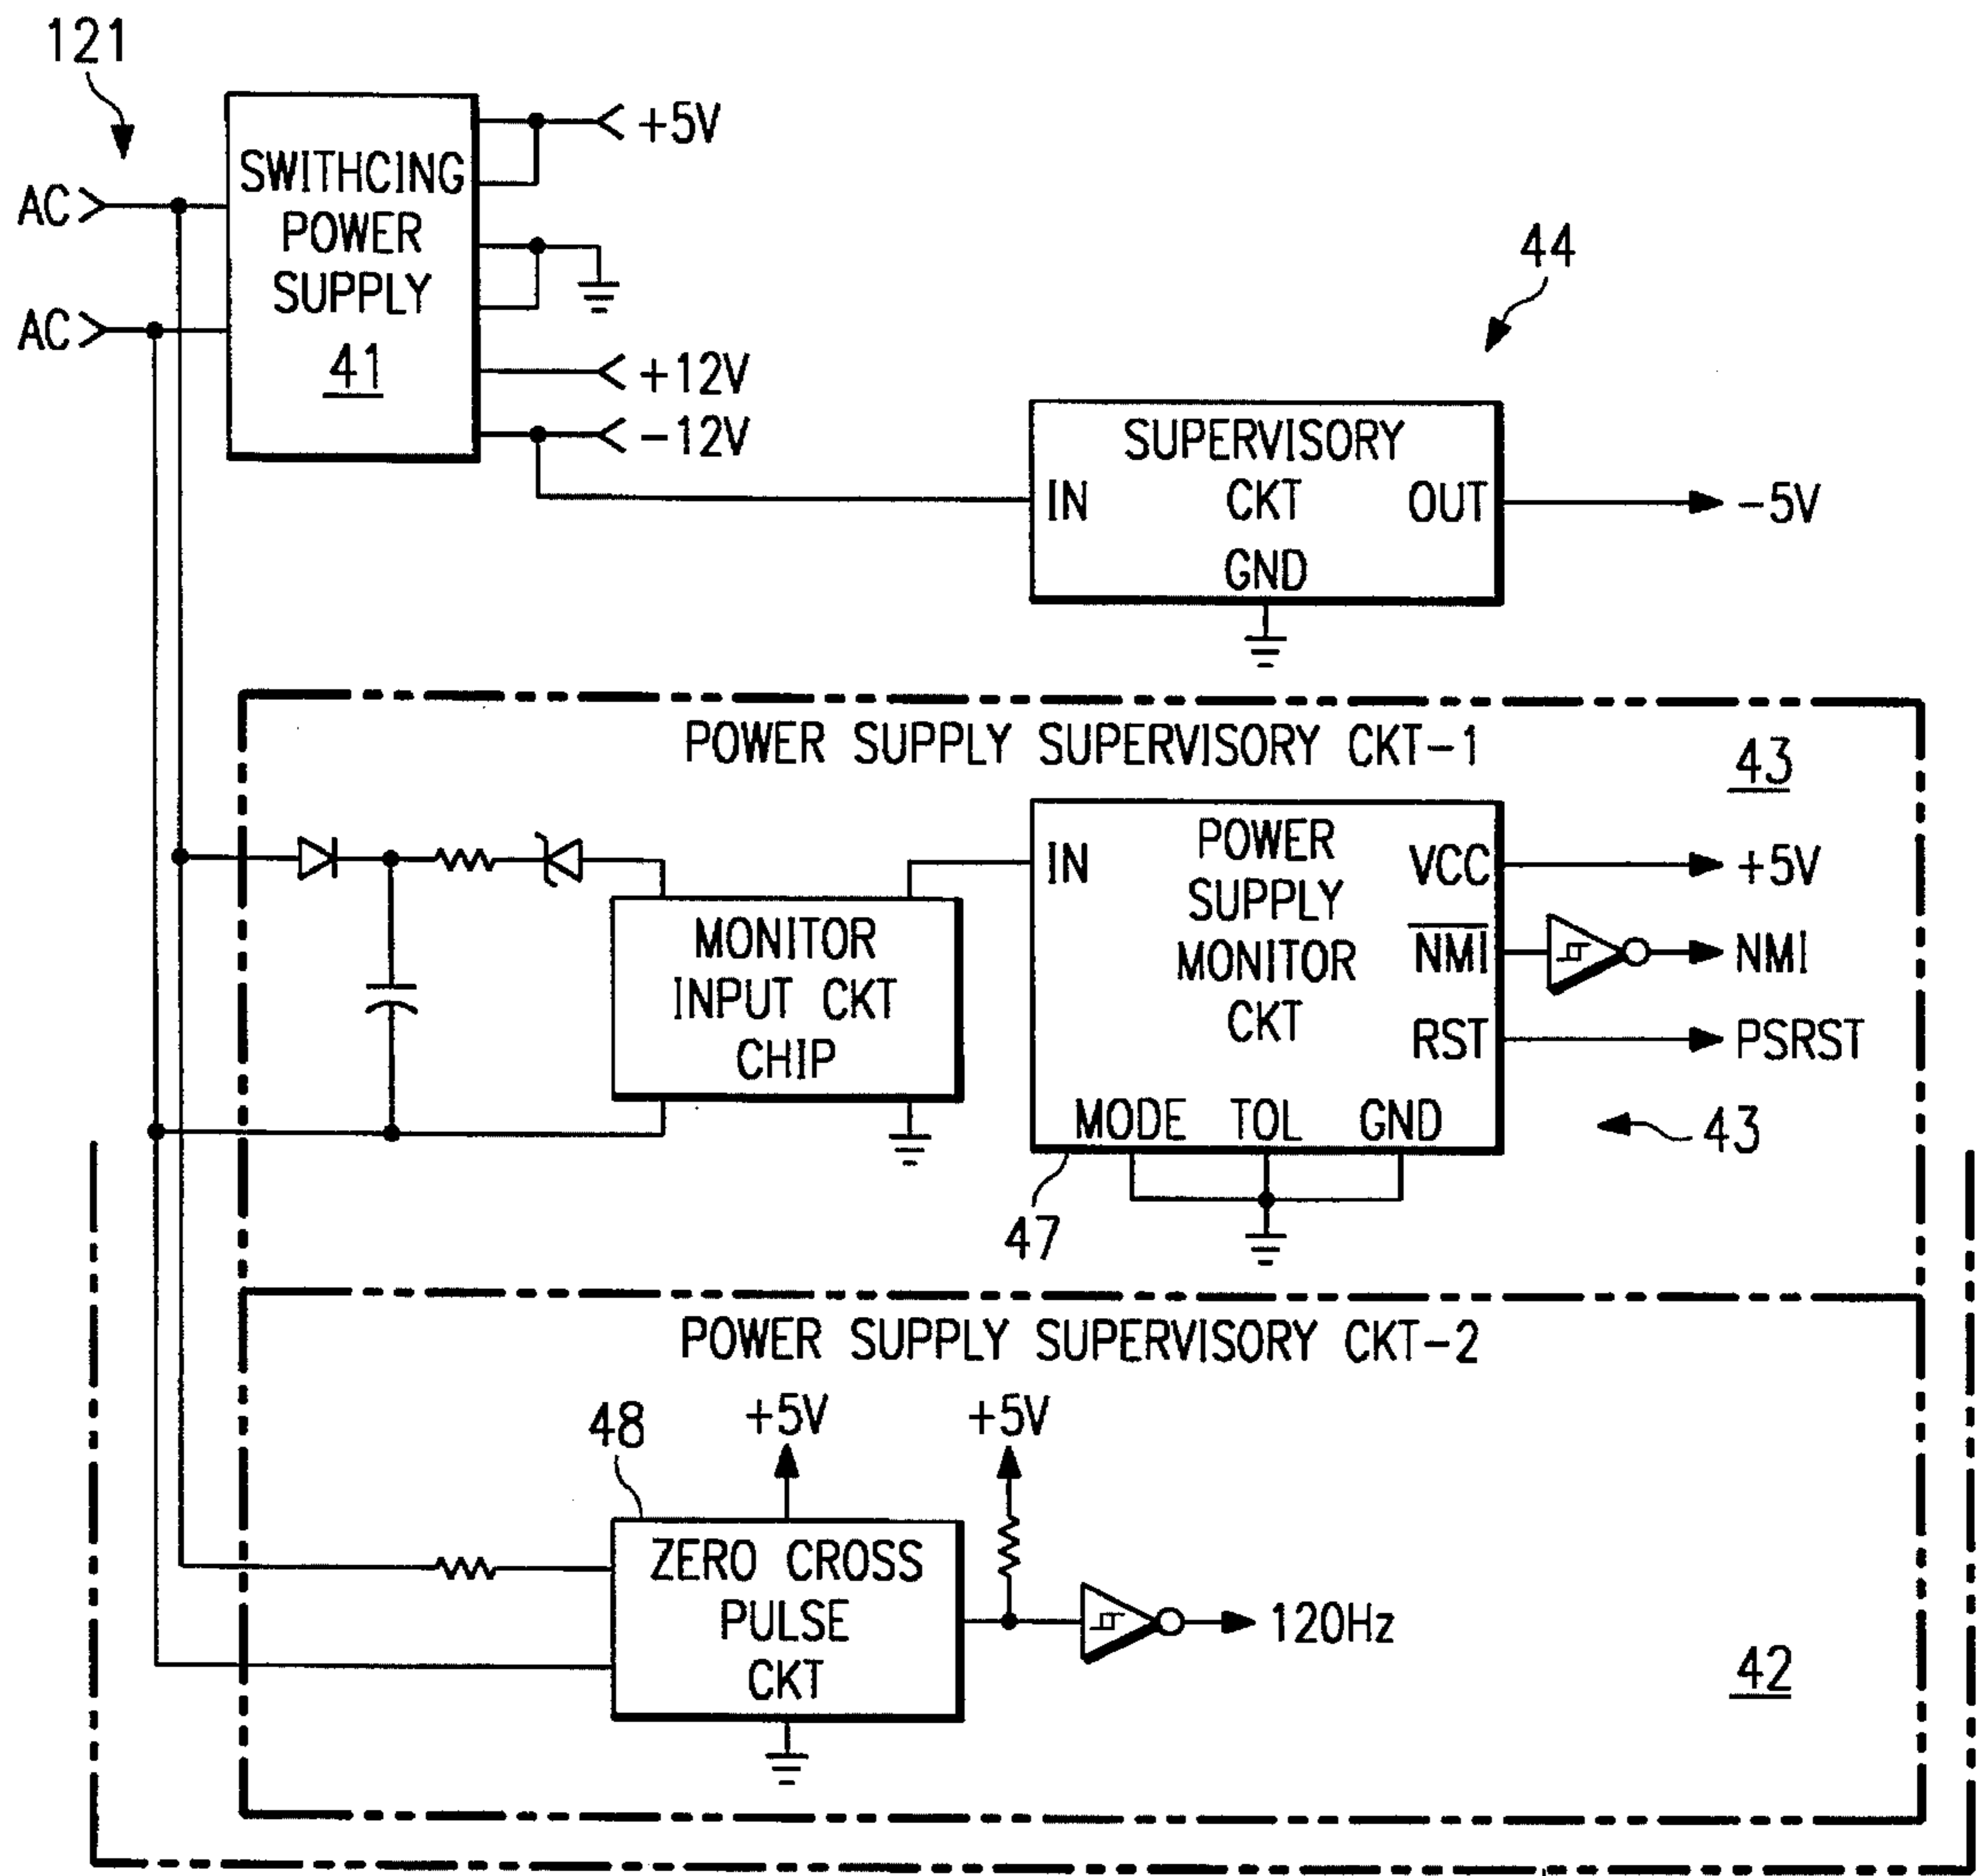 121
AC
AC
SWITHCING
POWER
SUPPLY
41
+5V
+12V
-12V
44
SUPERVISORY
CKT
IN
OUT
GND
-5V
POWER SUPPLY SUPERVISORY CKT-1
43
MONITOR
INPUT CKT
CHIP
IN
POWER
SUPPLY
MONITOR
CKT
VCC
NMI
RST
MODE TOL GND
+5V
NMI
PSRST
43
47
POWER SUPPLY SUPERVISORY CKT-2
48
+5V
+5V
ZERO CROSS
PULSE
CKT
120Hz
42